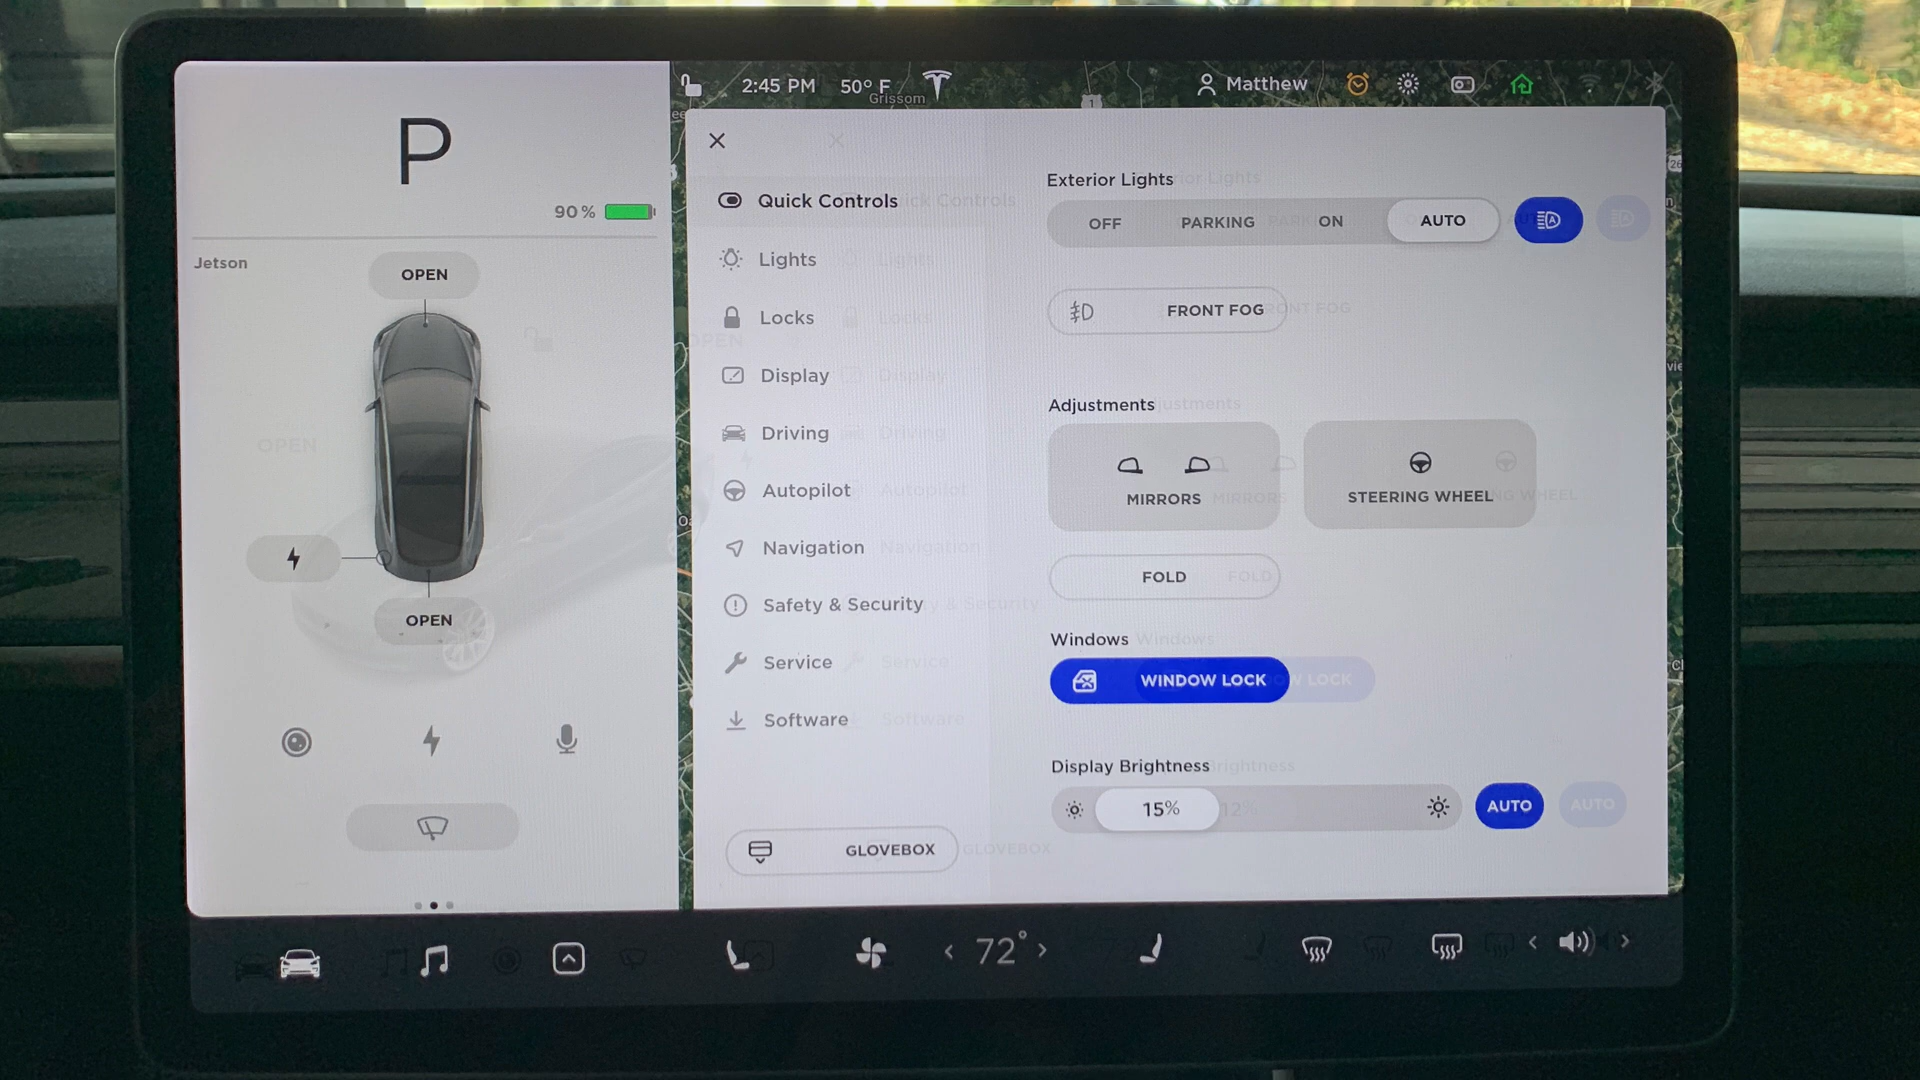 2:45 PM 50° F
Grissom
1
Matthew
P
90 %
Jetson
OPEN
OPEN
Quick Controls
Lights
Locks
Display
Driving
Autopilot
Navigation
Safety & Security
Service
Software
GLOVEBOX
Exterior Lights
OFF PARKING ON AUTO
FRONT FOG
Adjustments
MIRRORS
STEERING WHEEL
FOLD
Windows
WINDOW LOCK
Display Brightness
15%
AUTO
72°